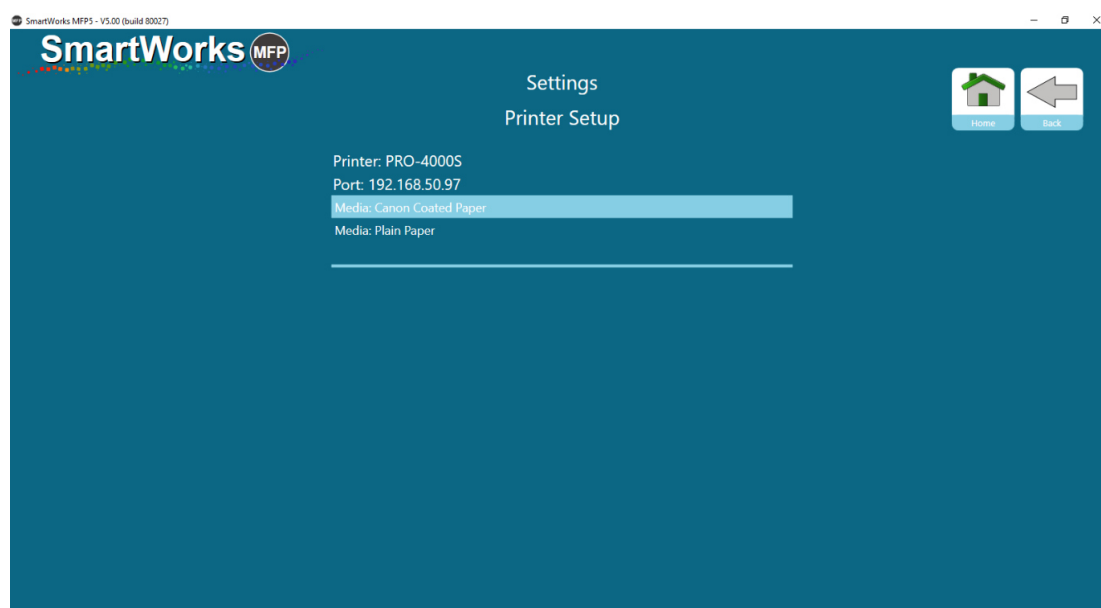 SmartWorks MFP5 - V5.00 (build 80027)
SmartWorks MFP
Settings
Printer Setup
Home
Back
Printer: PRO-4000S
Port: 192.168.50.97
Media: Canon Coated Paper
Media: Plain Paper